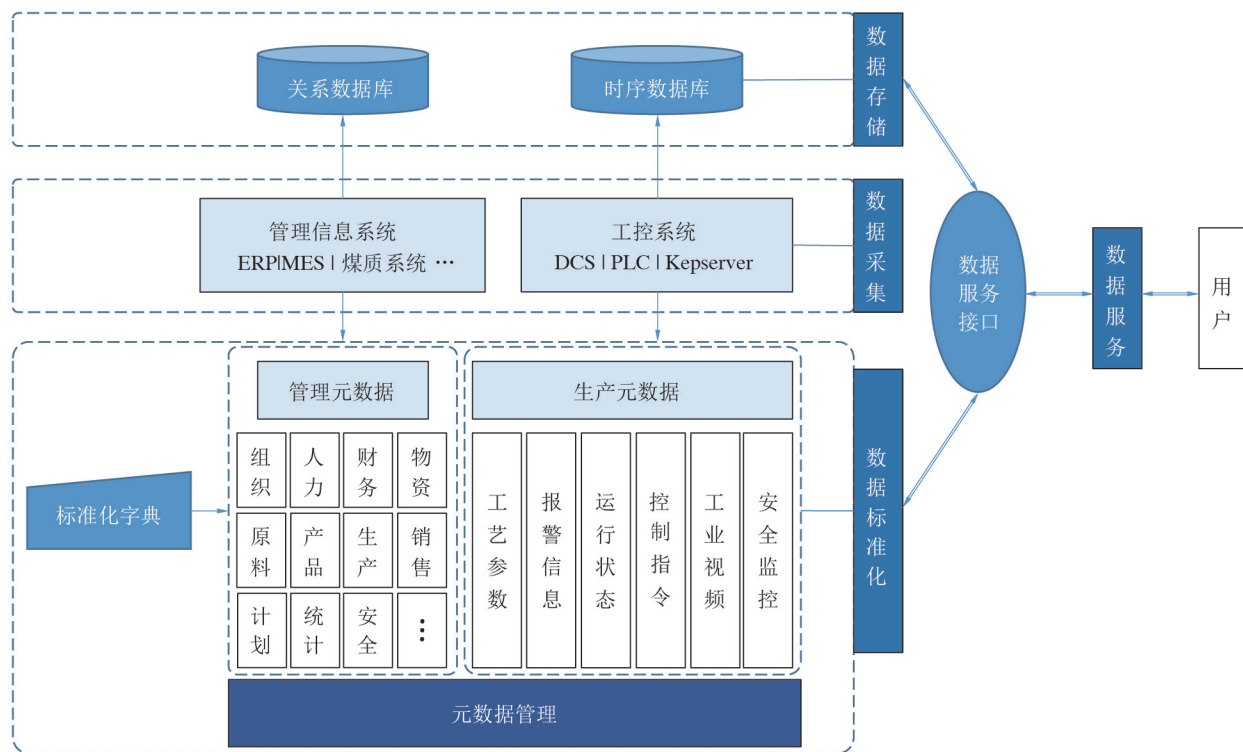 关系数据库
时序数据库
数据存储
管理信息系统
ERP|MES | 煤质系统 …
工控系统
DCS | PLC | Kepserver
数据采集
数据
服务
接口
数据服务
用户
管理元数据
生产元数据
标准化字典
组织
人力
财务
物资
原料
产品
生产
销售
计划
统计
安全
⋮
工艺参数
报警信息
运行状态
控制指令
工业视频
安全监控
数据标准化
元数据管理